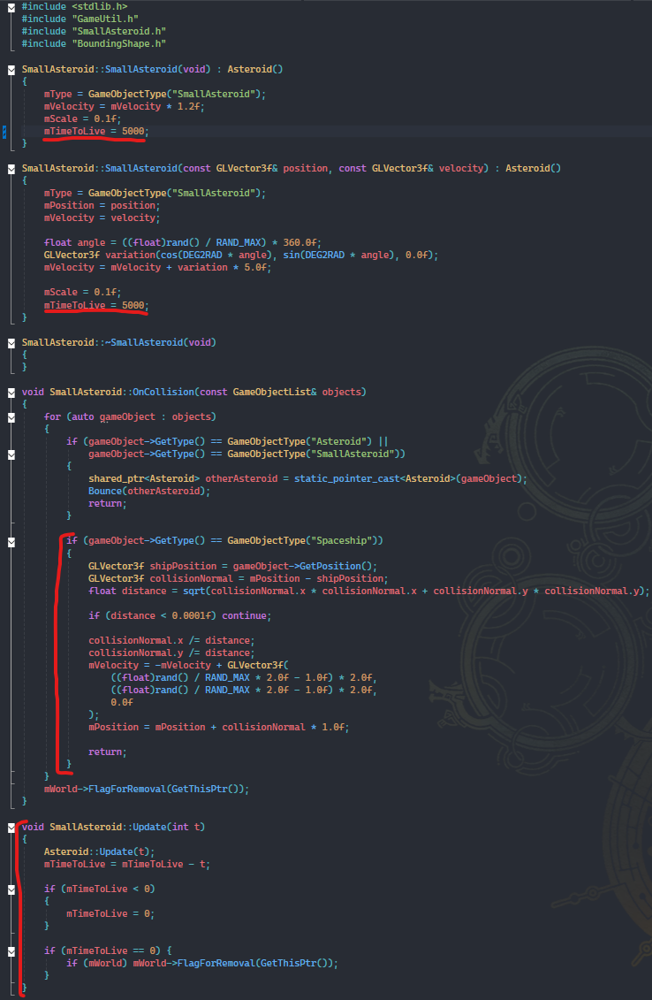 #include <stdlib.h>
#include "GameUtil.h"
#include "SmallAsteroid.h"
#include "BoundingShape.h"
SmallAsteroid::SmallAsteroid(void) : Asteroid()
{
mType = GameObjectType("SmallAsteroid");
mVelocity = mVelocity * 1.2f;
mScale = 0.1f;
mTimeToLive = 5000;
}
SmallAsteroid::SmallAsteroid(const GLVector3f& position, const GLVector3f& velocity) : Asteroid()
{
mType = GameObjectType("SmallAsteroid");
mPosition = position;
mVelocity = velocity;
float angle = ((float)rand() / RAND_MAX) * 360.0f;
GLVector3f variation(cos(DEG2RAD * angle), sin(DEG2RAD * angle), 0.0f);
mVelocity = mVelocity + variation * 5.0f;
mScale = 0.1f;
mTimeToLive = 5000;
}
SmallAsteroid::~SmallAsteroid(void)
{
}
void SmallAsteroid::OnCollision(const GameObjectList& objects)
{
for (auto gameObject : objects)
{
if (gameObject->GetType() == GameObjectType("Asteroid") ||
gameObject->GetType() == GameObjectType("SmallAsteroid"))
{
shared_ptr<Asteroid> otherAsteroid = static_pointer_cast<Asteroid>(gameObject);
Bounce(otherAsteroid);
return;
}
if (gameObject->GetType() == GameObjectType("Spaceship"))
{
GLVector3f shipPosition = gameObject->GetPosition();
GLVector3f collisionNormal = mPosition - shipPosition;
float distance = sqrt(collisionNormal.x * collisionNormal.x + collisionNormal.y * collisionNormal.y);
if (distance < 0.0001f) continue;
collisionNormal.x /= distance;
collisionNormal.y /= distance;
mVelocity = -mVelocity + GLVector3f(
((float)rand() / RAND_MAX * 2.0f - 1.0f) * 2.0f,
((float)rand() / RAND_MAX * 2.0f - 1.0f) * 2.0f,
0.0f
);
mPosition = mPosition + collisionNormal * 1.0f;
return;
}
}
mWorld->FlagForRemoval(GetThisPtr());
}
void SmallAsteroid::Update(int t)
{
Asteroid::Update(t);
mTimeToLive = mTimeToLive - t;
if (mTimeToLive < 0)
{
mTimeToLive = 0;
}
if (mTimeToLive == 0) {
if (mWorld) mWorld->FlagForRemoval(GetThisPtr());
}
}